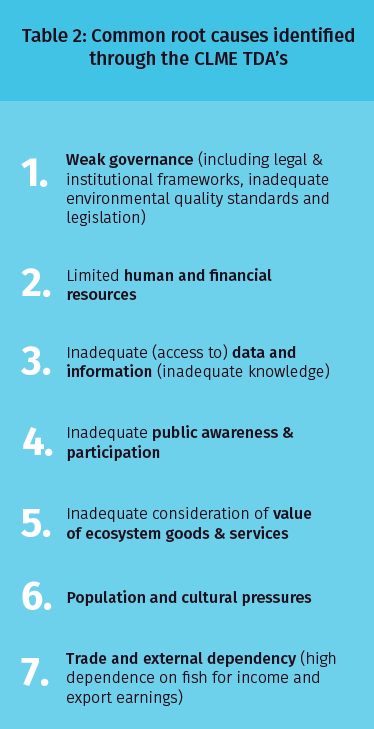 Table 2: Common root causes identified
through the CLME TDA's
1. Weak governance (including legal &
institutional frameworks, inadequate
environmental quality standards and
legislation)
2. Limited human and financial
resources
3. Inadequate (access to) data and
information (inadequate knowledge)
4. Inadequate public awareness &
participation
5. Inadequate consideration of value
of ecosystem goods & services
6. Population and cultural pressures
7. Trade and external dependency (high
dependence on fish for income and
export earnings)